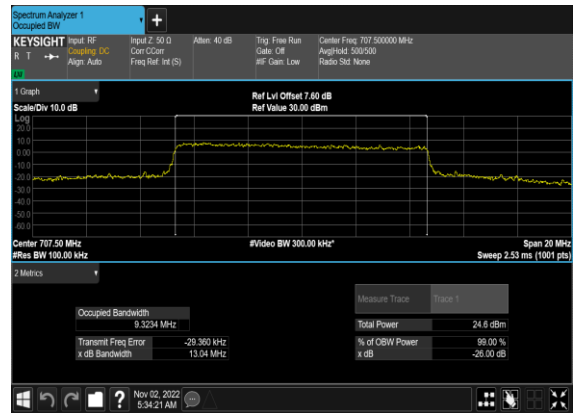 Spectrum Analyzer 1
Occupied BW
+
KEYSIGHT Input: RF Input Z: 50 Ω Atten: 40 dB Trig: Free Run Center Freq: 707.500000 MHz
R T Coupling: DC Corr CCorr Gate: Off Avg|Hold: 500/500
Align: Auto Freq Ref: Int (S) #IF Gain: Low Radio Std: None
1 Graph
Ref Lvl Offset 7.60 dB
Scale/Div 10.0 dB Ref Value 30.00 dBm
Log
20.0
10.0
0.00
-10.0
-20.0
-30.0
-40.0
-50.0
-60.0
Center 707.50 MHz #Video BW 300.00 kHz* Span 20 MHz
#Res BW 100.00 kHz Sweep 2.53 ms (1001 pts)
2 Metrics
Measure Trace Trace 1
Occupied Bandwidth
9.3234 MHz Total Power 24.6 dBm
Transmit Freq Error -29.360 kHz % of OBW Power 99.00 %
x dB Bandwidth 13.04 MHz x dB -26.00 dB
? Nov 02, 2022
5:34:21 AM